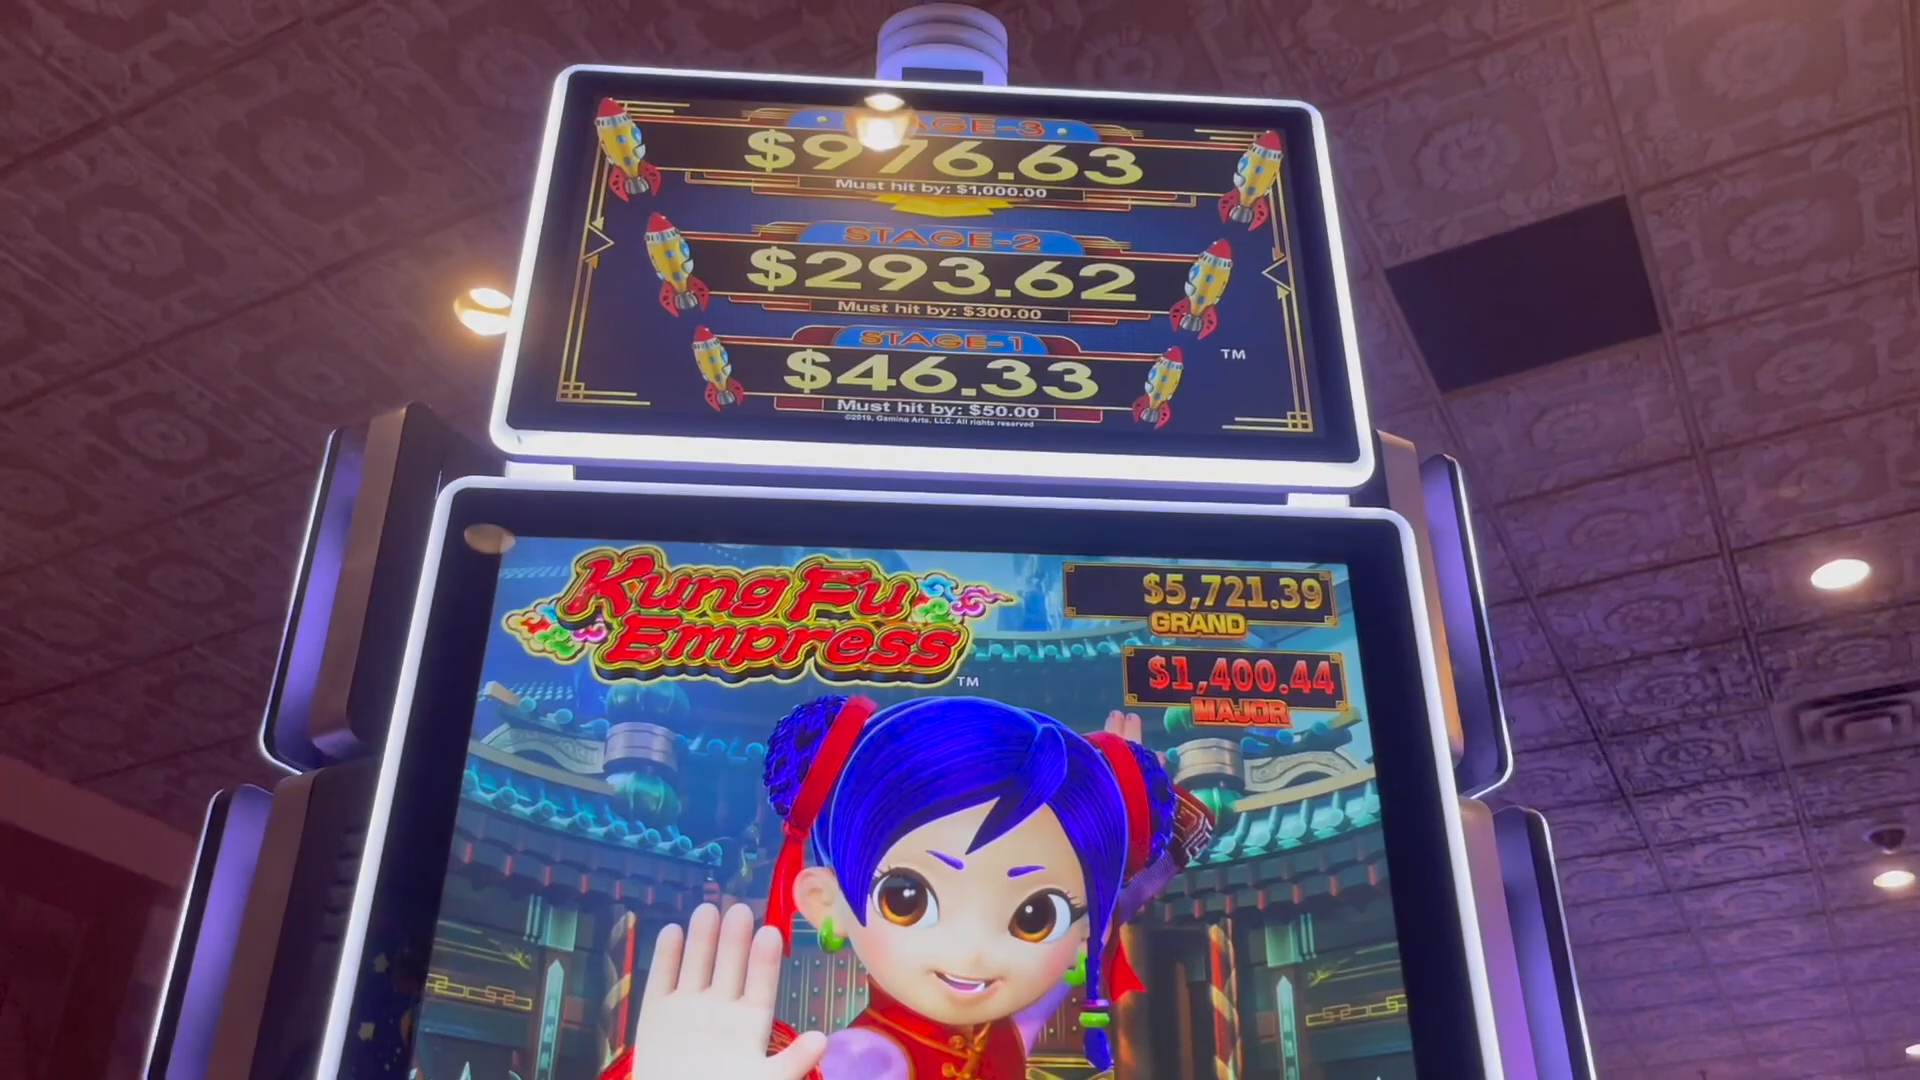 STAGE-3
$976.63
Must hit by: $1,000.00
STAGE-2
$293.62
Must hit by: $300.00
STAGE-1
$46.33
Must hit by: $50.00
©2019, Gaming Arts, LLC. All rights reserved
TM
Kung Fu
Empress
TM
$5,721.39
GRAND
$1,400.44
MAJOR